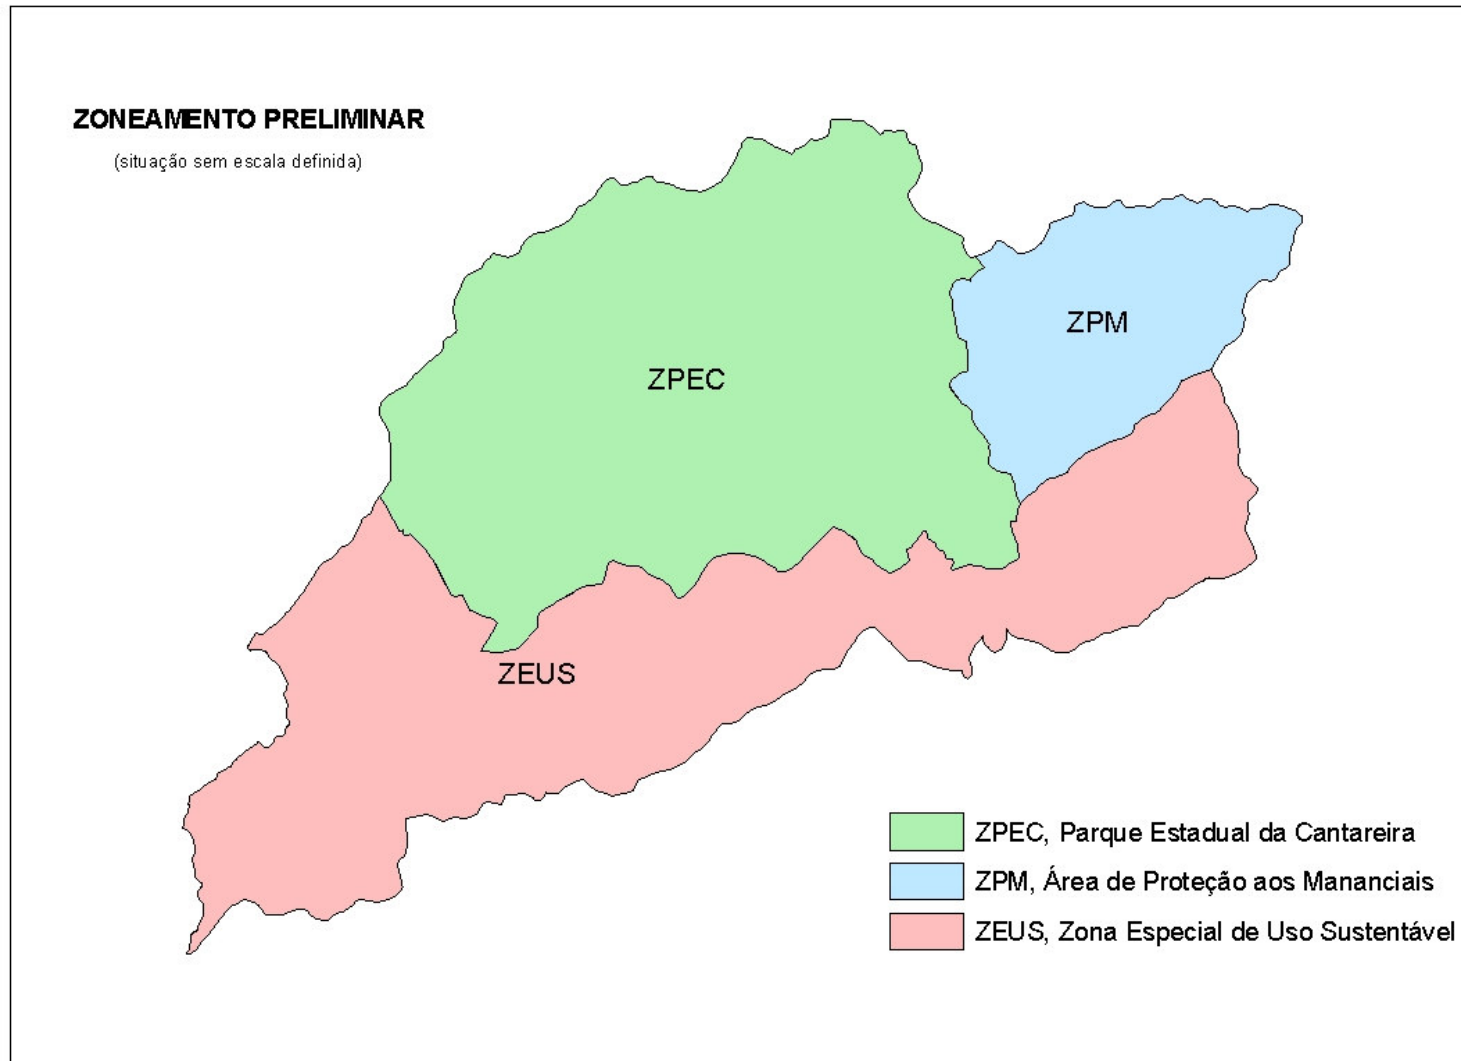 ZONEAMENTO PRELIMINAR
(situação sem escala definida)
ZPM
ZPEC
ZEUS
ZPEC, Parque Estadual da Cantareira
ZPM, Área de Proteção aos Mananciais
ZEUS, Zona Especial de Uso Sustentável